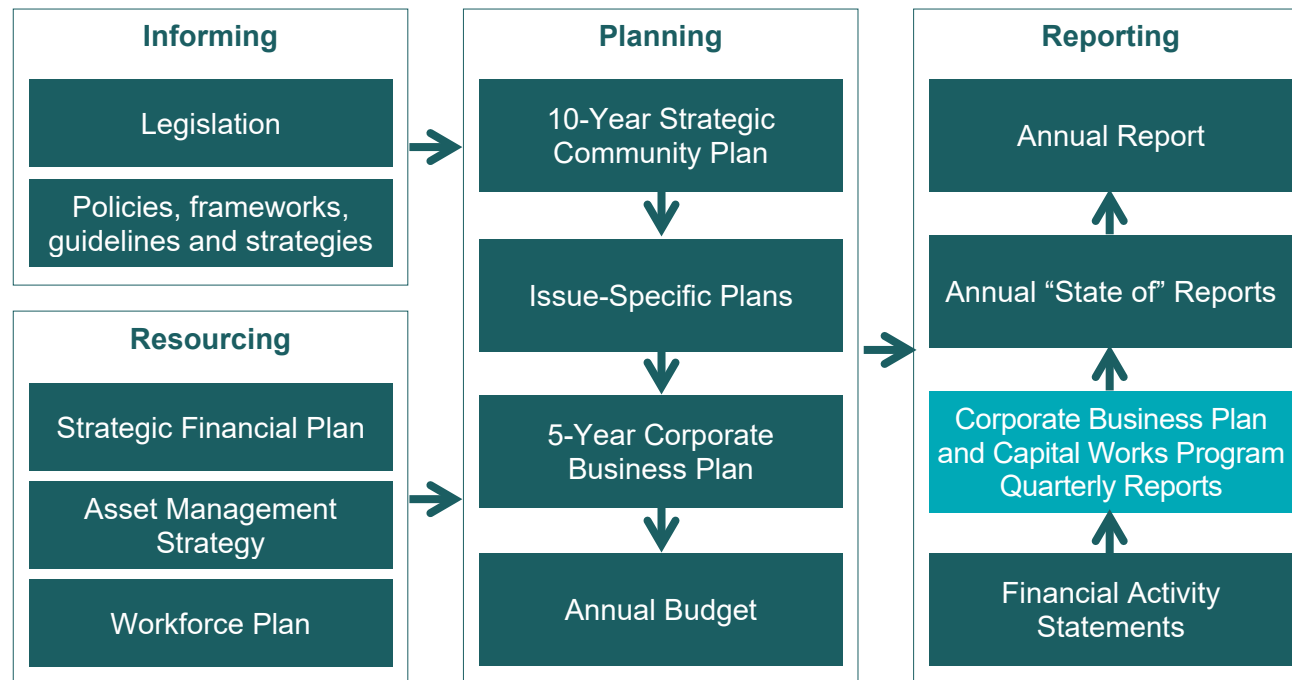 Informing
Legislation
Policies, frameworks,
guidelines and strategies
Resourcing
Strategic Financial Plan
Asset Management
Strategy
Workforce Plan
Planning
10-Year Strategic
Community Plan
Issue-Specific Plans
5-Year Corporate
Business Plan
Annual Budget
Reporting
Annual Report
Annual “State of” Reports
Corporate Business Plan
and Capital Works Program
Quarterly Reports
Financial Activity
Statements